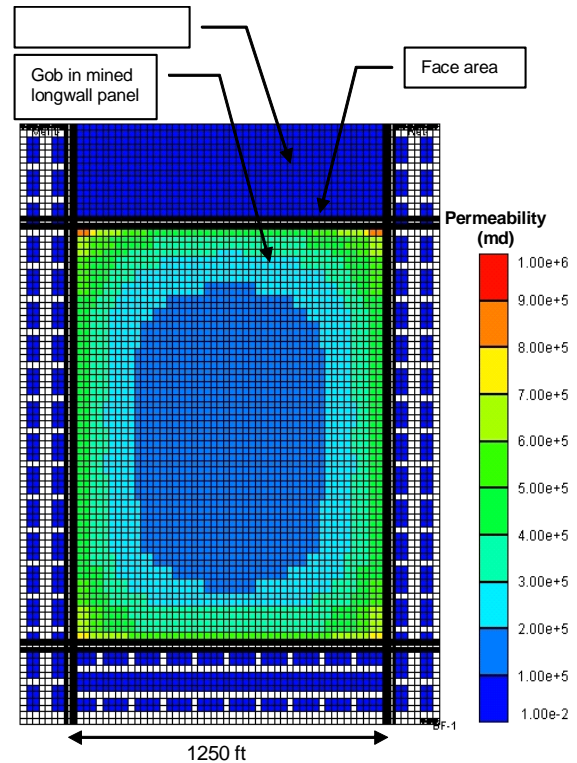 Gob in mined
longwall panel
Face area
Permeability
(md)
1.00e+6
9.00e+5
8.00e+5
7.00e+5
6.00e+5
5.00e+5
4.00e+5
3.00e+5
2.00e+5
1.00e+5
1.00e-2
1250 ft